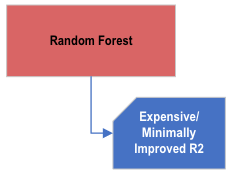 Random Forest
Expensive/
Minimally
Improved R2